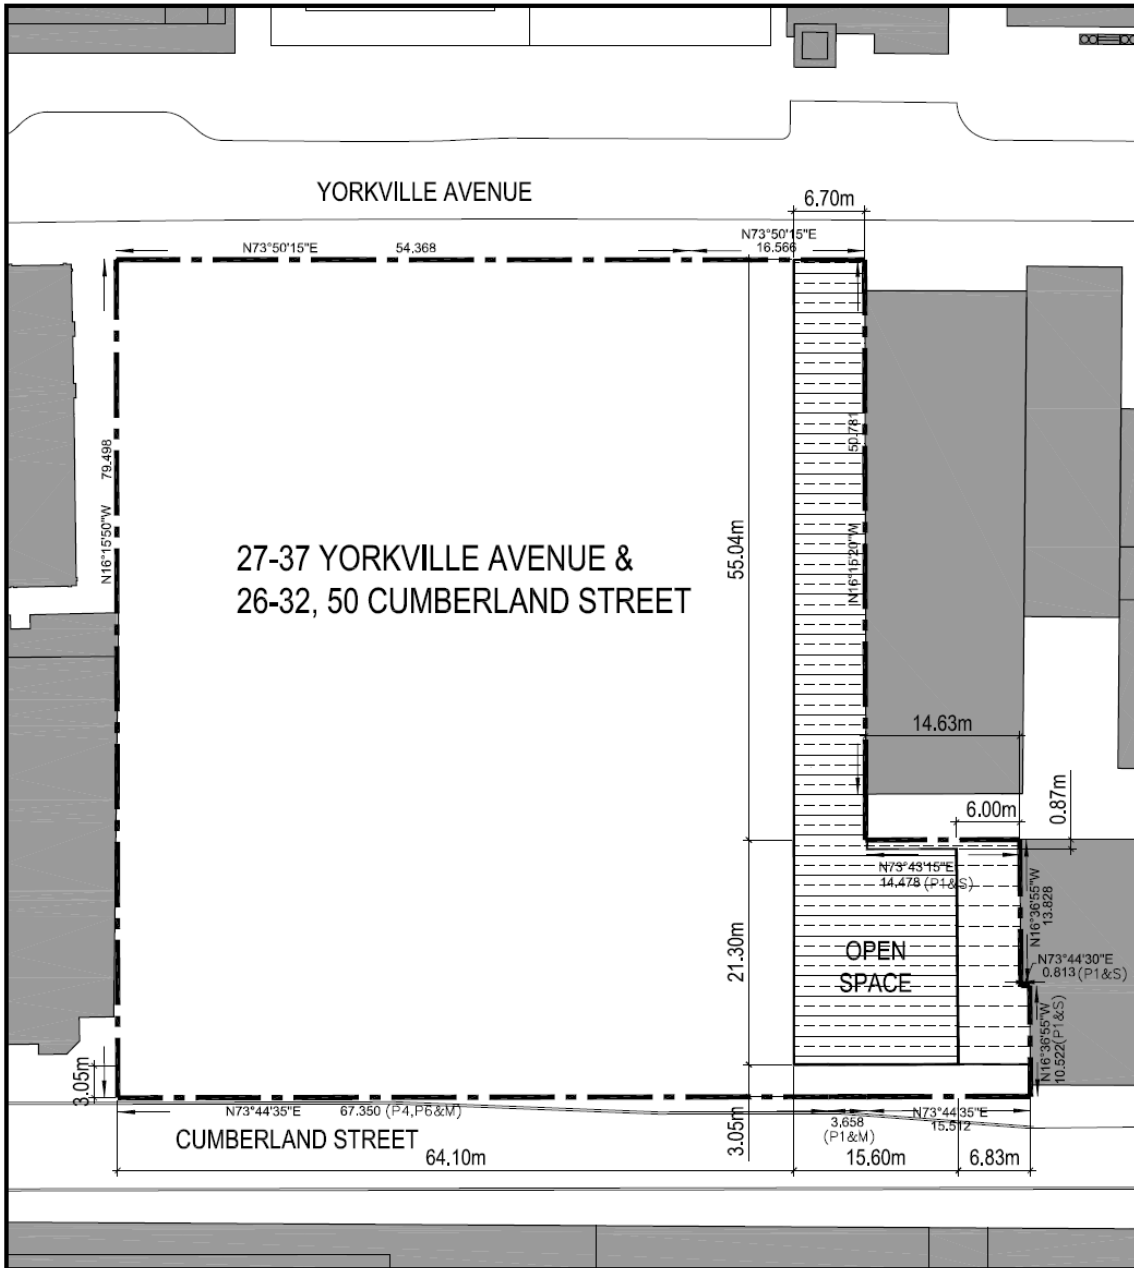 YORKVILLE AVENUE
6.70m
N73°50'15"E
54.368
N73°50'15"E
16.566
N16°15'50"W
79.498
55.04m
N16°15'20"W
50.781
27-37 YORKVILLE AVENUE &
26-32, 50 CUMBERLAND STREET
14.63m
6.00m
0.87m
N73°43'15"E
14.478 (P1&S)
N16°36'55"W
13.828
21.30m
OPEN
SPACE
N73°44'30"E
0.813 (P1&S)
N16°36'55"W
10.522(P1&S)
3.05m
N73°44'35"E
67.350 (P4,P6&M)
3.05m
3.658
(P1&M)
N73°44'35"E
15.512
CUMBERLAND STREET
64.10m
15.60m
6.83m